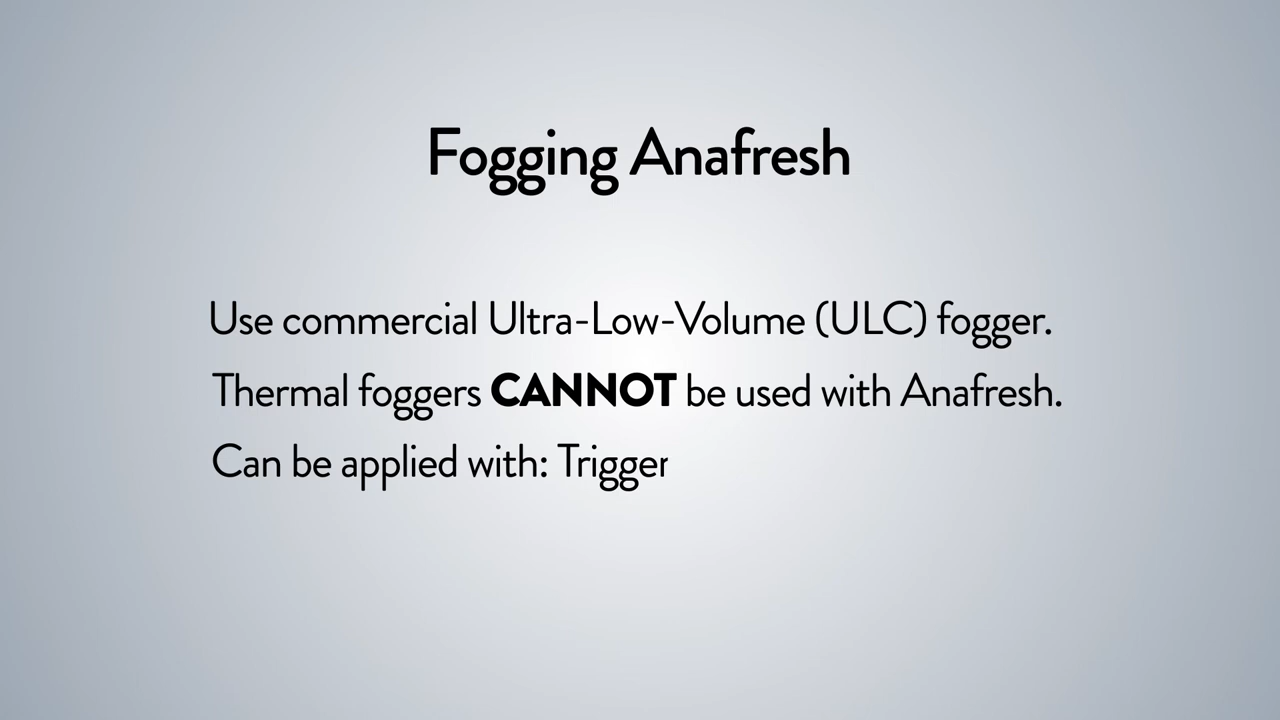 Fogging Anafresh
Use commercial Ultra-Low-Volume (ULC) fogger.
Thermal foggers CANNOT be used with Anafresh.
Can be applied with: Trigger